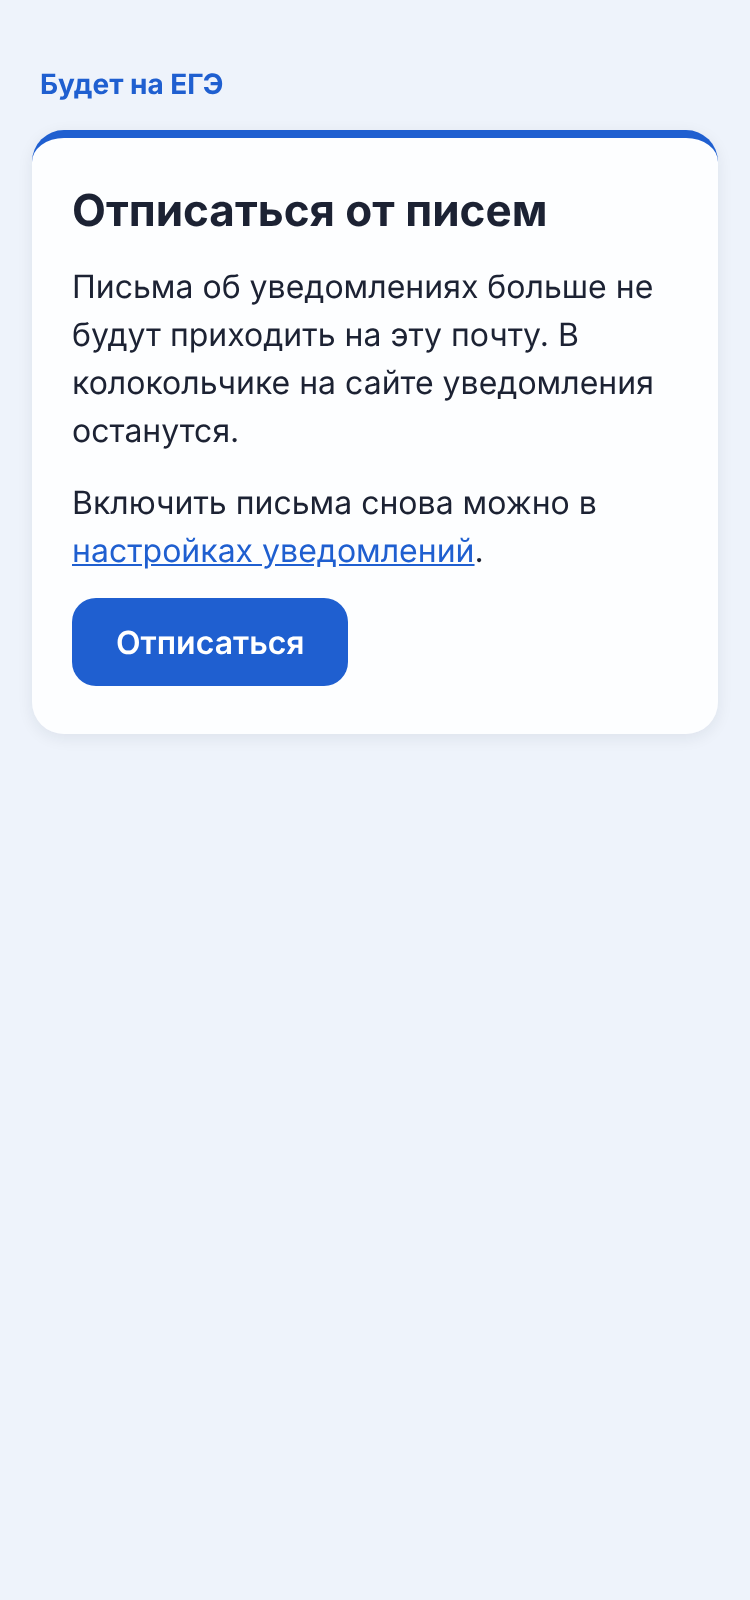 Будет на ЕГЭ
Отписаться от писем
Письма об уведомлениях больше не
будут приходить на эту почту. В
колокольчике на сайте уведомления
останутся.
Включить письма снова можно в
настройках уведомлений.
Отписаться